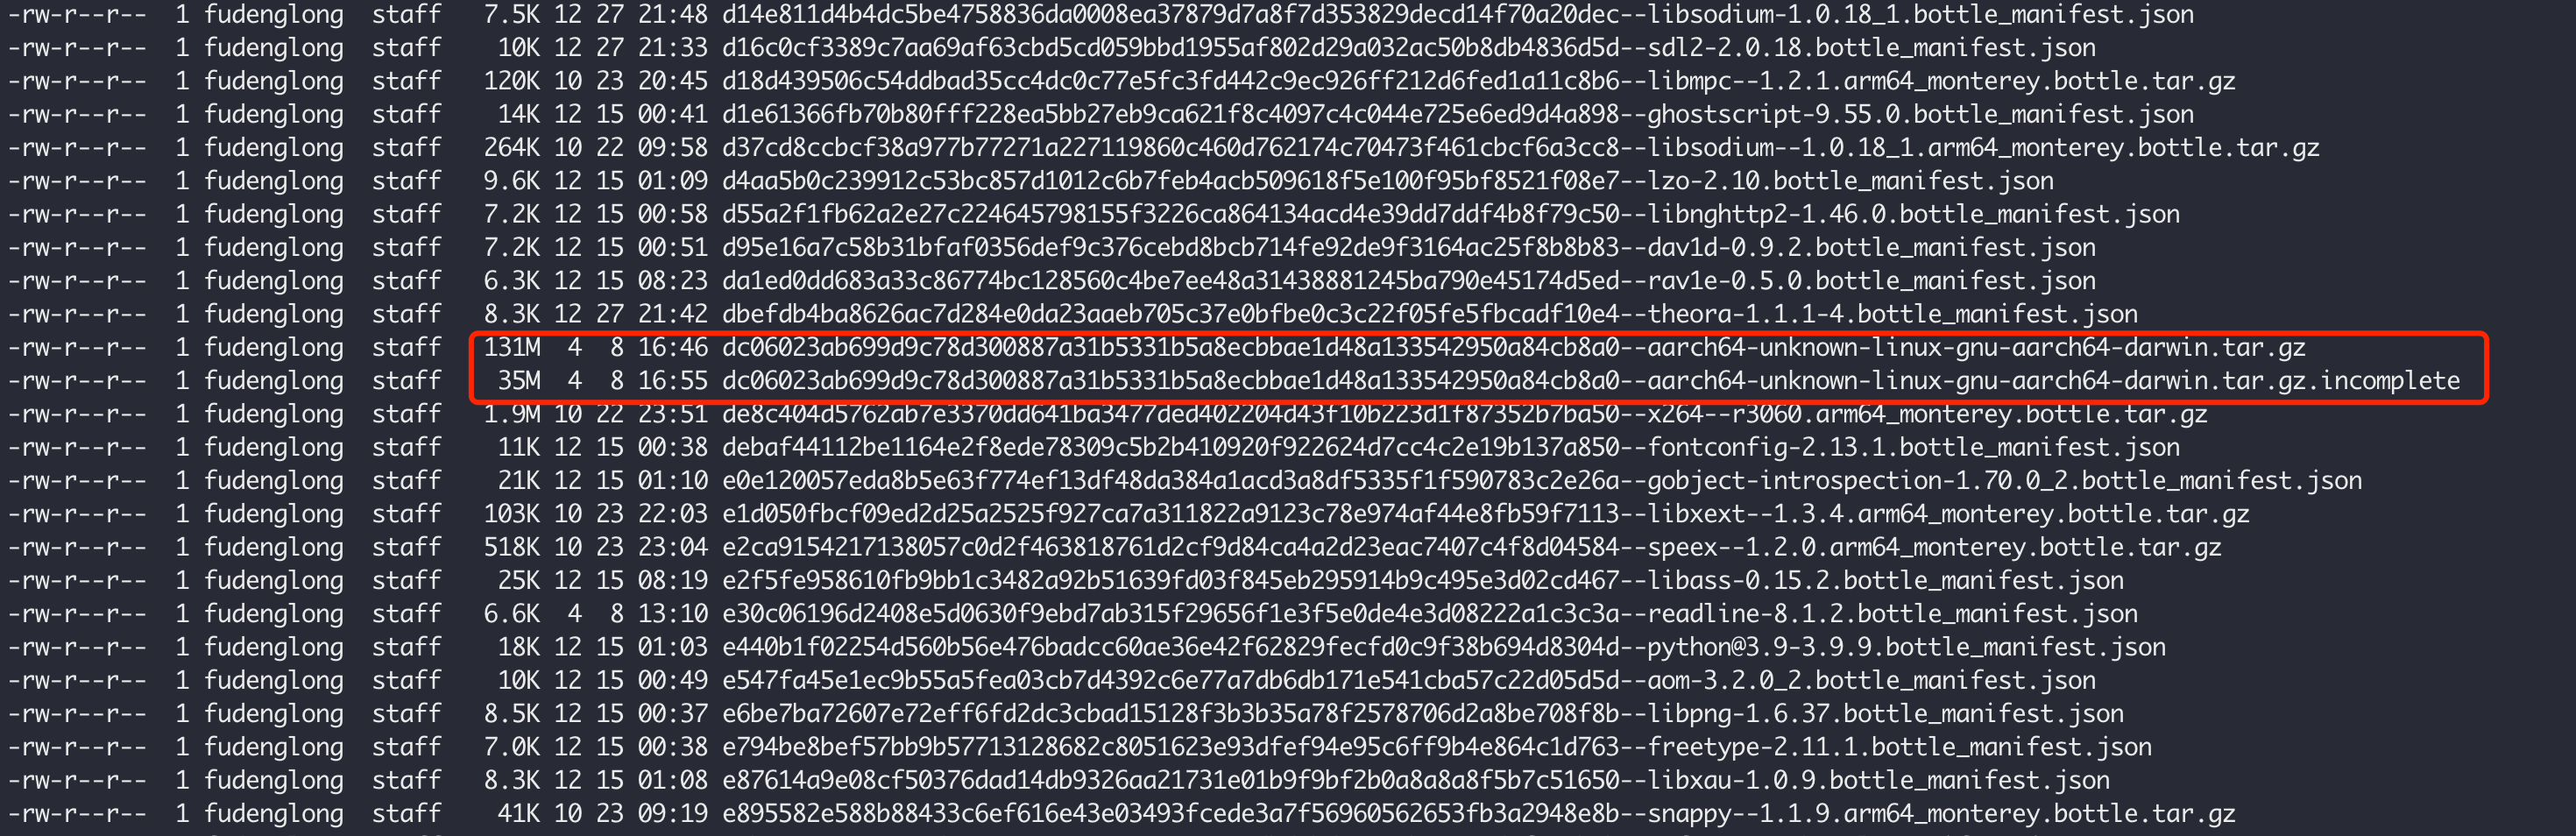 -rw-r--r--  1 fudenglong  staff   7.5K 12 27 21:48 d14e811d4b4dc5be4758836da0008ea37879d7a8f7d353829decd14f70a20dec--libsodium-1.0.18_1.bottle_manifest.json
-rw-r--r--  1 fudenglong  staff    10K 12 27 21:33 d16c0cf3389c7aa69af63cbd5cd059bbd1955af802d29a032ac50b8db4836d5d--sdl2-2.0.18.bottle_manifest.json
-rw-r--r--  1 fudenglong  staff   120K 10 23 20:45 d18d439506c54ddbad35cc4dc0c77e5fc3fd442c9ec926ff212d6fed1a11c8b6--libmpc--1.2.1.arm64_monterey.bottle.tar.gz
-rw-r--r--  1 fudenglong  staff    14K 12 15 00:41 d1e61366fb70b80fff228ea5bb27eb9ca621f8c4097c4c044e725e6ed9d4a898--ghostscript-9.55.0.bottle_manifest.json
-rw-r--r--  1 fudenglong  staff   264K 10 22 09:58 d37cd8ccbcf38a977b77271a227119860c460d762174c70473f461cbcf6a3cc8--libsodium--1.0.18_1.arm64_monterey.bottle.tar.gz
-rw-r--r--  1 fudenglong  staff   9.6K 12 15 01:09 d4aa5b0c239912c53bc857d1012c6b7feb4acb509618f5e100f95bf8521f08e7--lzo-2.10.bottle_manifest.json
-rw-r--r--  1 fudenglong  staff   7.2K 12 15 00:58 d55a2f1fb62a2e27c224645798155f3226ca864134acd4e39dd7ddf4b8f79c50--libnghttp2-1.46.0.bottle_manifest.json
-rw-r--r--  1 fudenglong  staff   7.2K 12 15 00:51 d95e16a7c58b31bfaf0356def9c376cebd8bcb714fe92de9f3164ac25f8b8b83--dav1d-0.9.2.bottle_manifest.json
-rw-r--r--  1 fudenglong  staff   6.3K 12 15 08:23 da1ed0dd683a33c86774bc128560c4be7ee48a31438881245ba790e45174d5ed--rav1e-0.5.0.bottle_manifest.json
-rw-r--r--  1 fudenglong  staff   8.3K 12 27 21:42 dbefdb4ba8626ac7d284e0da23aaeb705c37e0bfbe0c3c22f05fe5fbcadf10e4--theora-1.1.1-4.bottle_manifest.json
-rw-r--r--  1 fudenglong  staff   131M  4  8 16:46 dc06023ab699d9c78d300887a31b5331b5a8ecbbae1d48a133542950a84cb8a0--aarch64-unknown-linux-gnu-aarch64-darwin.tar.gz
-rw-r--r--  1 fudenglong  staff    35M  4  8 16:55 dc06023ab699d9c78d300887a31b5331b5a8ecbbae1d48a133542950a84cb8a0--aarch64-unknown-linux-gnu-aarch64-darwin.tar.gz.incomplete
-rw-r--r--  1 fudenglong  staff   1.9M 10 22 23:51 de8c404d5762ab7e3370dd641ba3477ded402204d43f10b223d1f87352b7ba50--x264--r3060.arm64_monterey.bottle.tar.gz
-rw-r--r--  1 fudenglong  staff    11K 12 15 00:38 debaf44112be1164e2f8ede78309c5b2b410920f922624d7cc4c2e19b137a850--fontconfig-2.13.1.bottle_manifest.json
-rw-r--r--  1 fudenglong  staff    21K 12 15 01:10 e0e120057eda8b5e63f774ef13df48da384a1acd3a8df5335f1f590783c2e26a--gobject-introspection-1.70.0_2.bottle_manifest.json
-rw-r--r--  1 fudenglong  staff   103K 10 23 22:03 e1d050fbcf09ed2d25a2525f927ca7a311822a9123c78e974af44e8fb59f7113--libxext--1.3.4.arm64_monterey.bottle.tar.gz
-rw-r--r--  1 fudenglong  staff   518K 10 23 23:04 e2ca9154217138057c0d2f463818761d2cf9d84ca4a2d23eac7407c4f8d04584--speex--1.2.0.arm64_monterey.bottle.tar.gz
-rw-r--r--  1 fudenglong  staff    25K 12 15 08:19 e2f5fe958610fb9bb1c3482a92b51639fd03f845eb295914b9c495e3d02cd467--libass-0.15.2.bottle_manifest.json
-rw-r--r--  1 fudenglong  staff   6.6K  4  8 13:10 e30c06196d2408e5d0630f9ebd7ab315f29656f1e3f5e0de4e3d08222a1c3c3a--readline-8.1.2.bottle_manifest.json
-rw-r--r--  1 fudenglong  staff    18K 12 15 01:03 e440b1f02254d560b56e476badcc60ae36e42f62829fecfd0c9f38b694d8304d--python@3.9-3.9.9.bottle_manifest.json
-rw-r--r--  1 fudenglong  staff    10K 12 15 00:49 e547fa45e1ec9b55a5fea03cb7d4392c6e77a7db6db171e541cba57c22d05d5d--aom-3.2.0_2.bottle_manifest.json
-rw-r--r--  1 fudenglong  staff   8.5K 12 15 00:37 e6be7ba72607e72eff6fd2dc3cbad15128f3b3b35a78f2578706d2a8be708f8b--libpng-1.6.37.bottle_manifest.json
-rw-r--r--  1 fudenglong  staff   7.0K 12 15 00:38 e794be8bef57bb9b57713128682c8051623e93dfef94e95c6ff9b4e864c1d763--freetype-2.11.1.bottle_manifest.json
-rw-r--r--  1 fudenglong  staff   8.3K 12 15 01:08 e87614a9e08cf50376dad14db9326aa21731e01b9f9bf2b0a8a8a8f5b7c51650--libxau-1.0.9.bottle_manifest.json
-rw-r--r--  1 fudenglong  staff    41K 10 23 09:19 e895582e588b88433c6ef616e43e03493fcede3a7f56960562653fb3a2948e8b--snappy--1.1.9.arm64_monterey.bottle.tar.gz